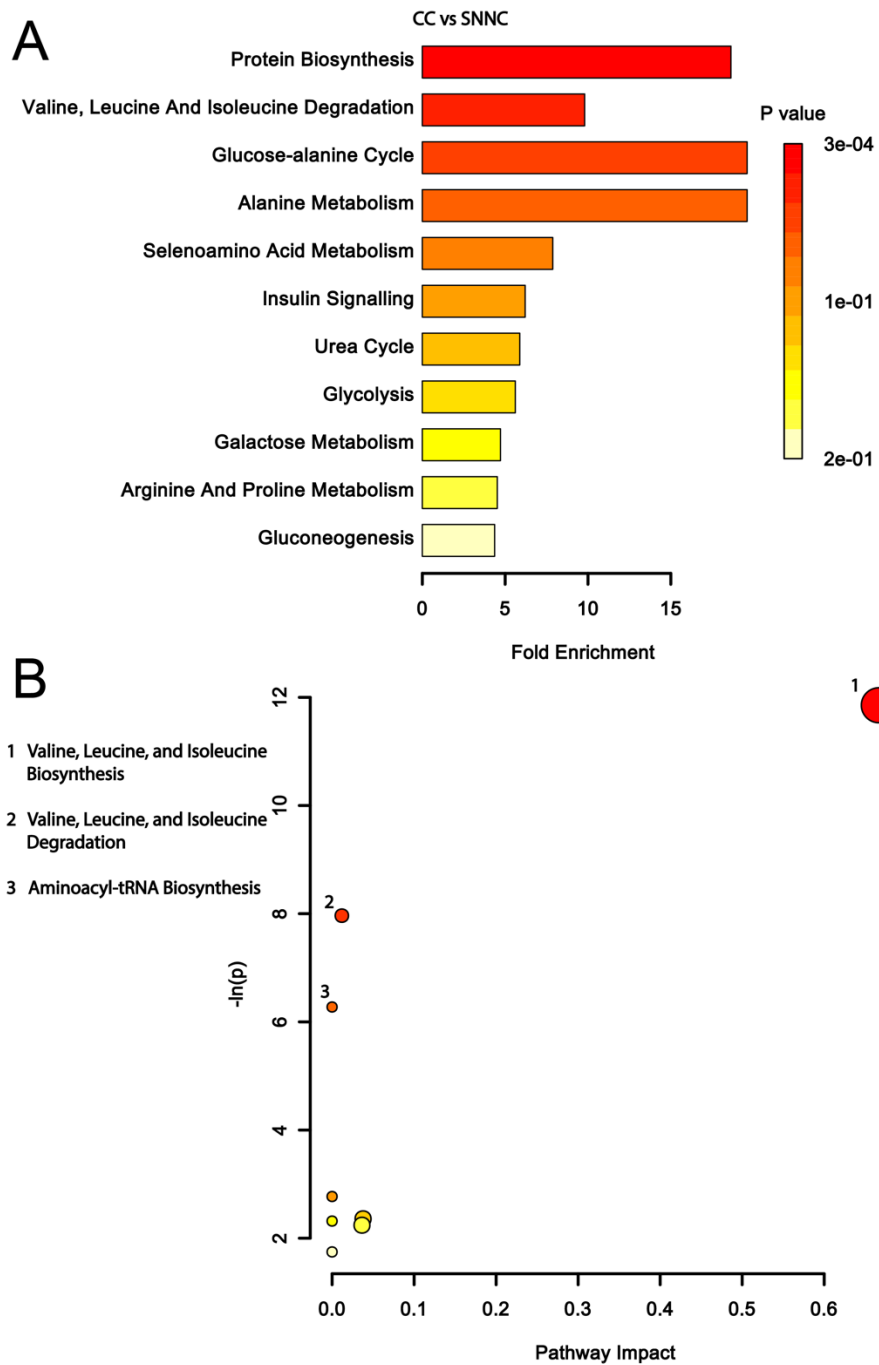 A
CC vs SNNC
Protein Biosynthesis
Valine, Leucine And Isoleucine Degradation
Glucose-alanine Cycle
Alanine Metabolism
Selenoamino Acid Metabolism
Insulin Signalling
Urea Cycle
Glycolysis
Galactose Metabolism
Arginine And Proline Metabolism
Gluconeogenesis
P value
3e-04
1e-01
2e-01
0 5 10 15
Fold Enrichment
B
1 Valine, Leucine, and Isoleucine
Biosynthesis
2 Valine, Leucine, and Isoleucine
Degradation
3 Aminoacyl-tRNA Biosynthesis
-ln(p)
12
10
8
6
4
2
1
2
3
0.0 0.1 0.2 0.3 0.4 0.5 0.6
Pathway Impact